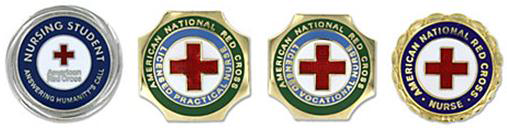 NURSING STUDENT
American
Red Cross
ANSWERING HUMANITY'S CALL
AMERICAN NATIONAL RED CROSS
LICENSED PRACTICAL NURSE
AMERICAN NATIONAL RED CROSS
LICENSED VOCATIONAL NURSE
AMERICAN NATIONAL RED CROSS
• NURSE •